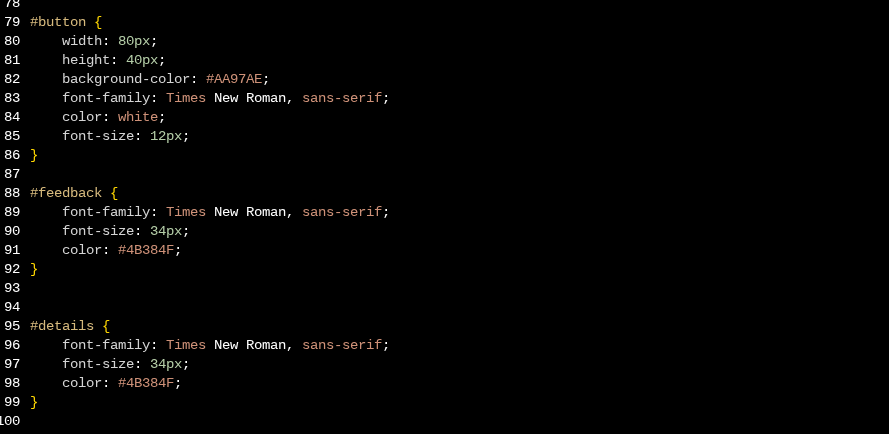 78
79 #button {
80     width: 80px;
81     height: 40px;
82     background-color: #AA97AE;
83     font-family: Times New Roman, sans-serif;
84     color: white;
85     font-size: 12px;
86 }
87
88 #feedback {
89     font-family: Times New Roman, sans-serif;
90     font-size: 34px;
91     color: #4B384F;
92 }
93
94
95 #details {
96     font-family: Times New Roman, sans-serif;
97     font-size: 34px;
98     color: #4B384F;
99 }
100